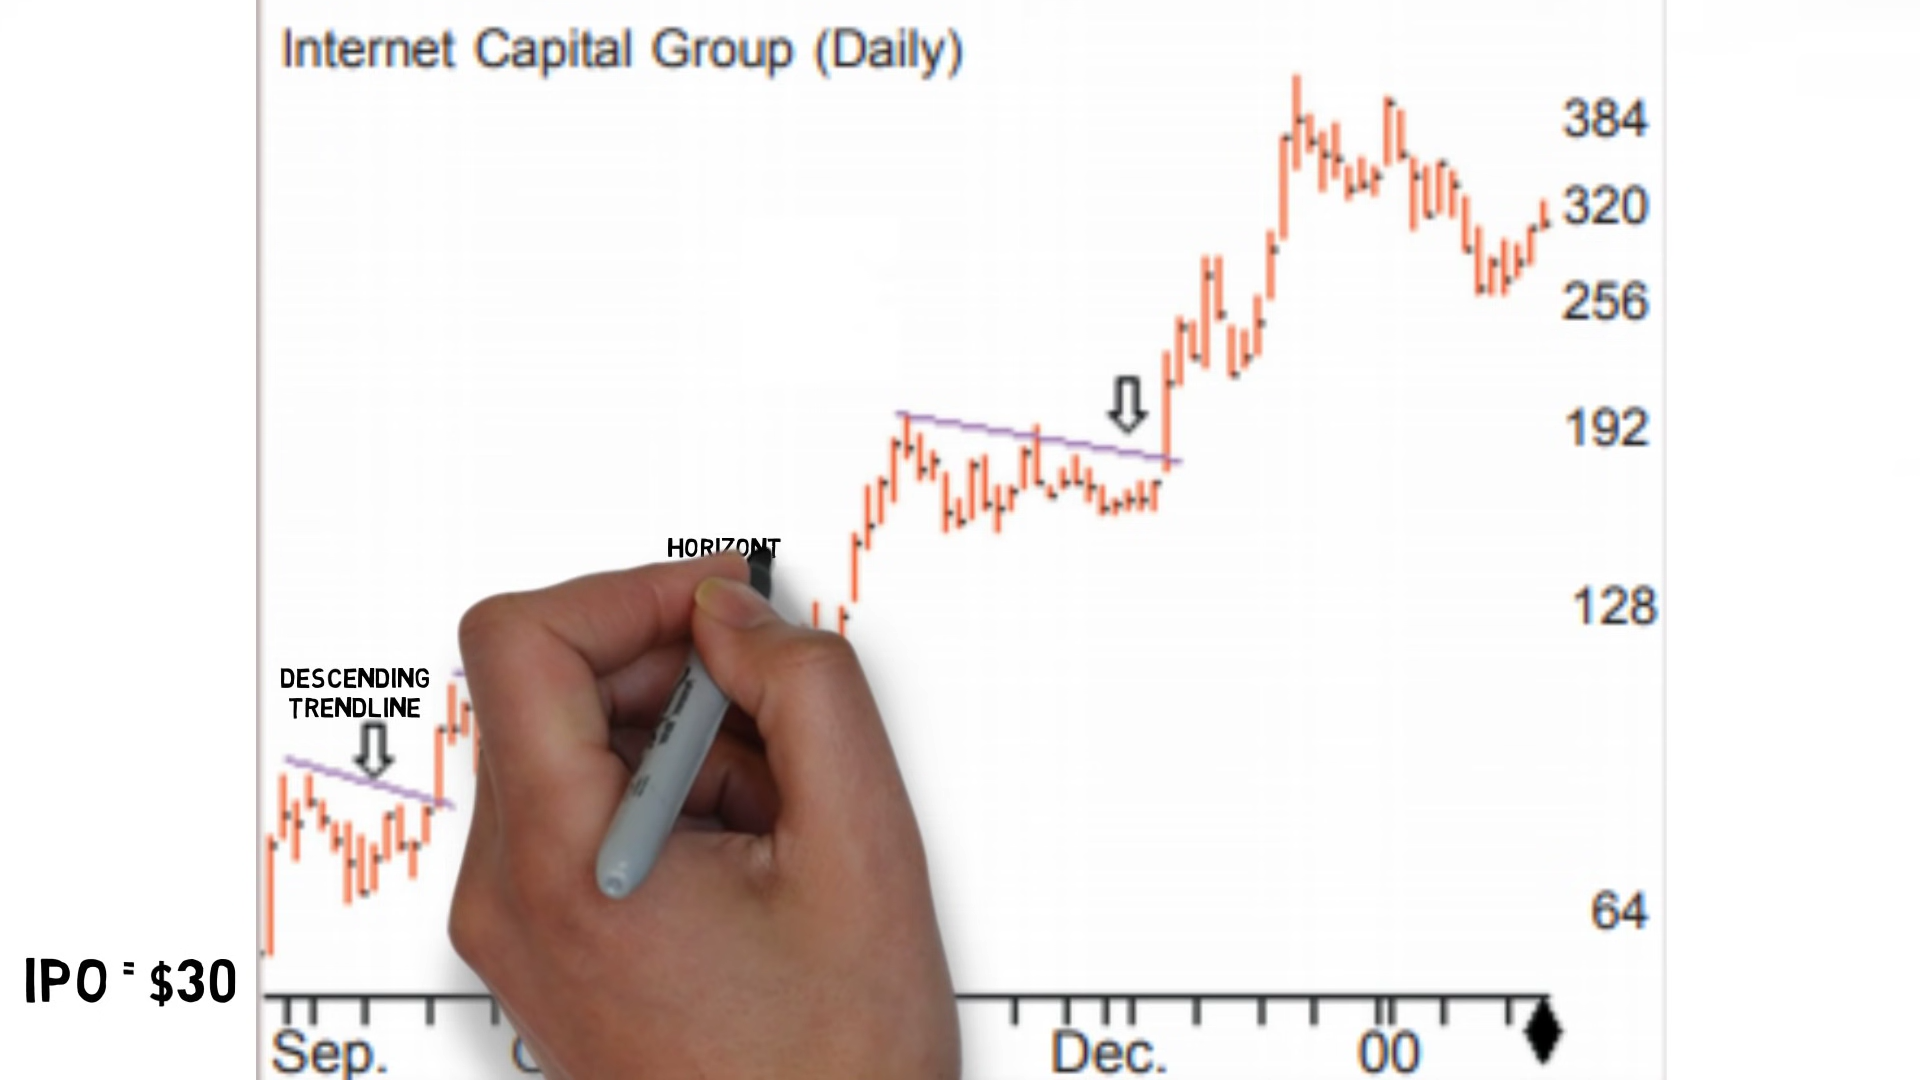 Internet Capital Group (Daily)
384
320
256
192
128
64
HORIZONT
DESCENDING
TRENDLINE
IPO = $30
Sep.
Dec.
00